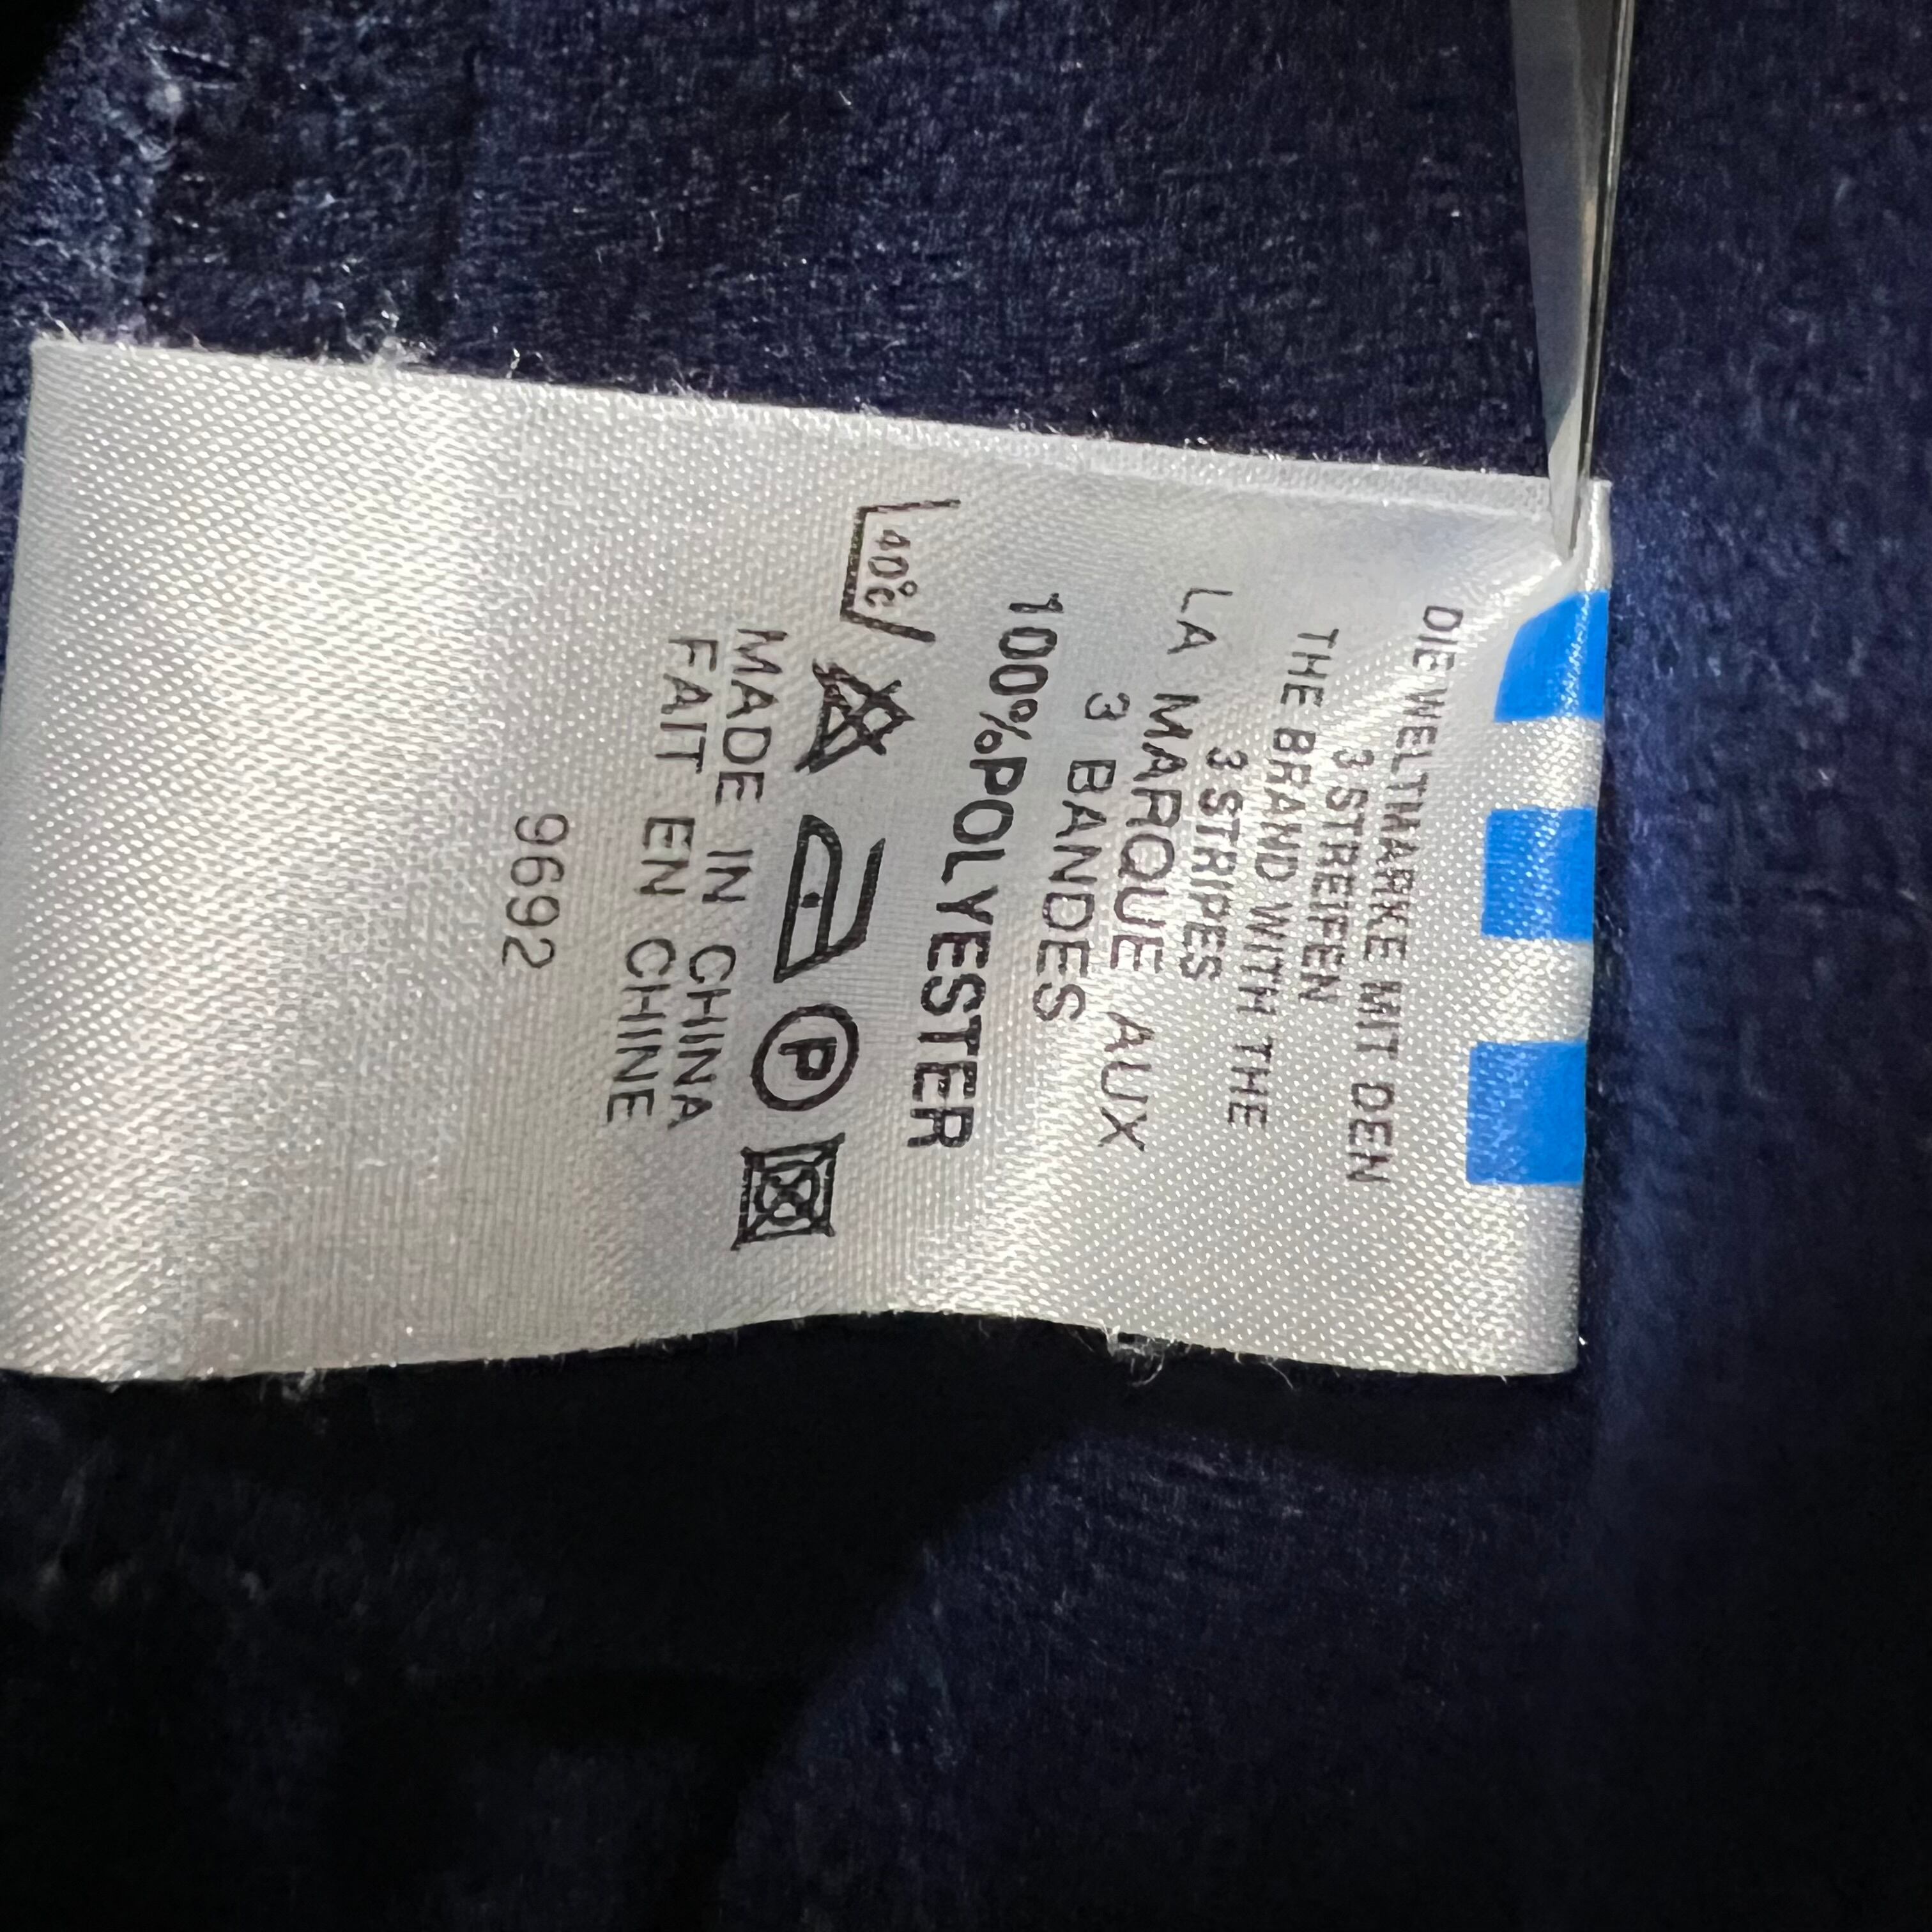 DIE WELTMARKE MIT DEN
3 STREIFEN
THE BRAND WITH THE
3 STRIPES
LA MARQUE AUX
3 BANDES
100%POLYESTER
40°c P
MADE IN CHINA
FAIT EN CHINE
9692